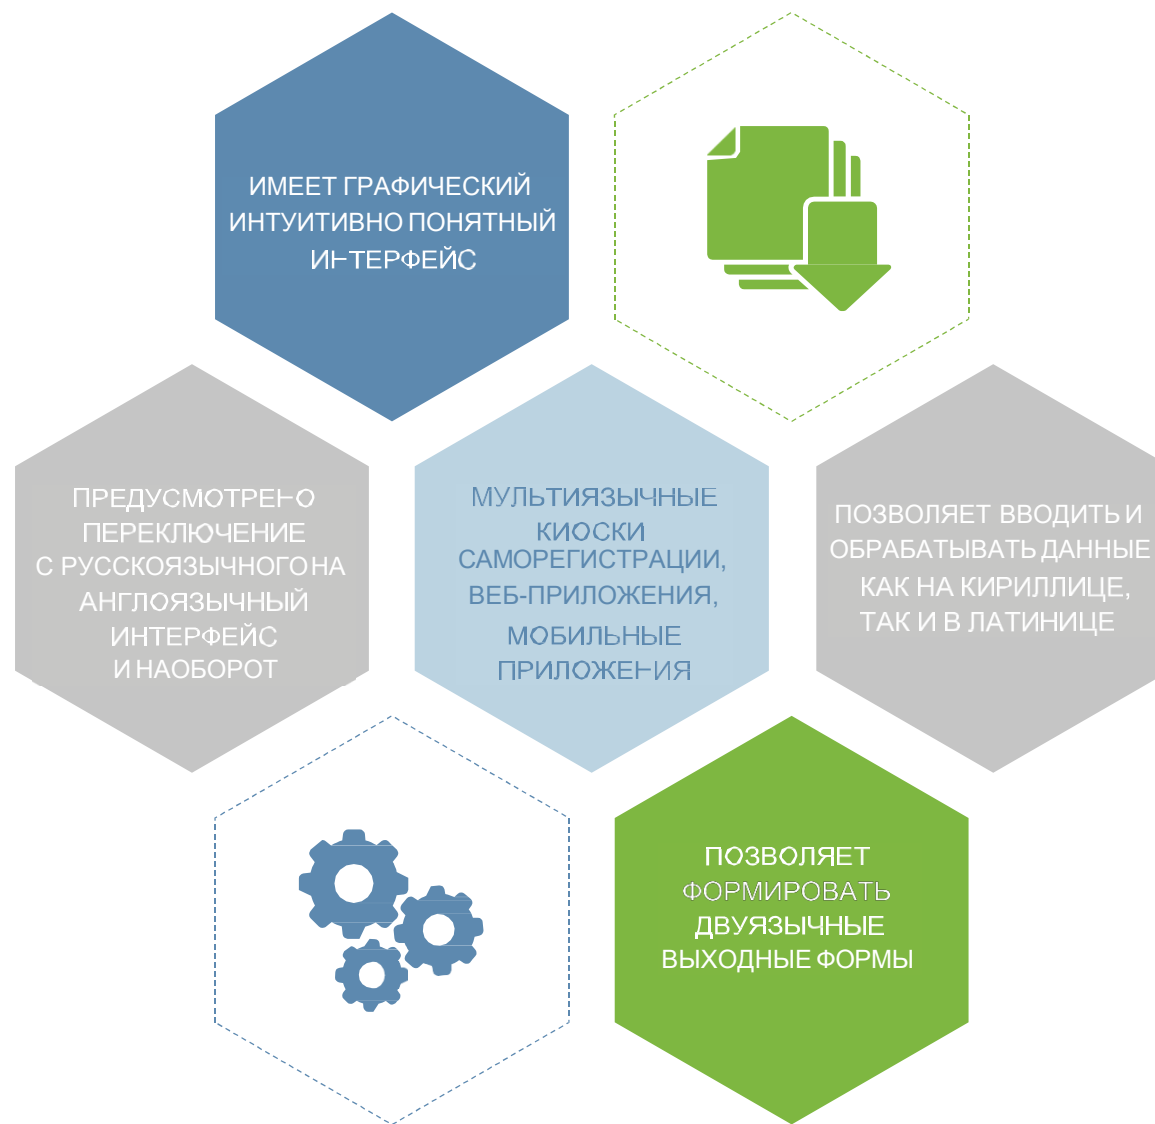 ИМЕЕТ ГРАФИЧЕСКИЙ
ИНТУИТИВНО ПОНЯТНЫЙ
ИНТЕРФЕЙС
ПРЕДУСМОТРЕНО
ПЕРЕКЛЮЧЕНИЕ
С РУССКОЯЗЫЧНОГО НА
АНГЛОЯЗЫЧНЫЙ
ИНТЕРФЕЙС
И НАОБОРОТ
МУЛЬТИЯЗЫЧНЫЕ
КИОСКИ
САМОРЕГИСТРАЦИИ,
ВЕБ-ПРИЛОЖЕНИЯ,
МОБИЛЬНЫЕ
ПРИЛОЖЕНИЯ
ПОЗВОЛЯЕТ ВВОДИТЬ И
ОБРАБАТЫВАТЬ ДАННЫЕ
КАК НА КИРИЛЛИЦЕ,
ТАК И В ЛАТИНИЦЕ
ПОЗВОЛЯЕТ
ФОРМИРОВАТЬ
ДВУЯЗЫЧНЫЕ
ВЫХОДНЫЕ ФОРМЫ